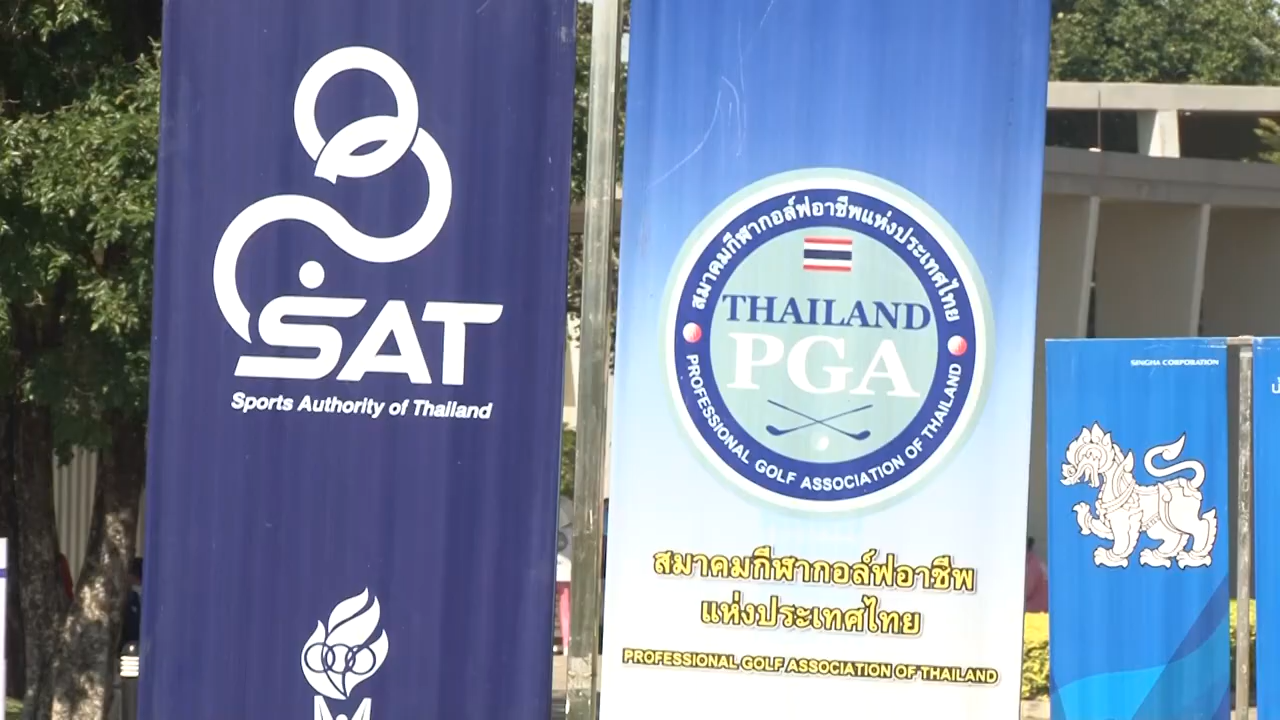 SAT
Sports Authority of Thailand
สมาคมกีฬากอล์ฟอาชีพแห่งประเทศไทย
THAILAND
PGA
PROFESSIONAL GOLF ASSOCIATION OF THAILAND
สมาคมกีฬากอล์ฟอาชีพ
แห่งประเทศไทย
PROFESSIONAL GOLF ASSOCIATION OF THAILAND
SINGHA CORPORATION